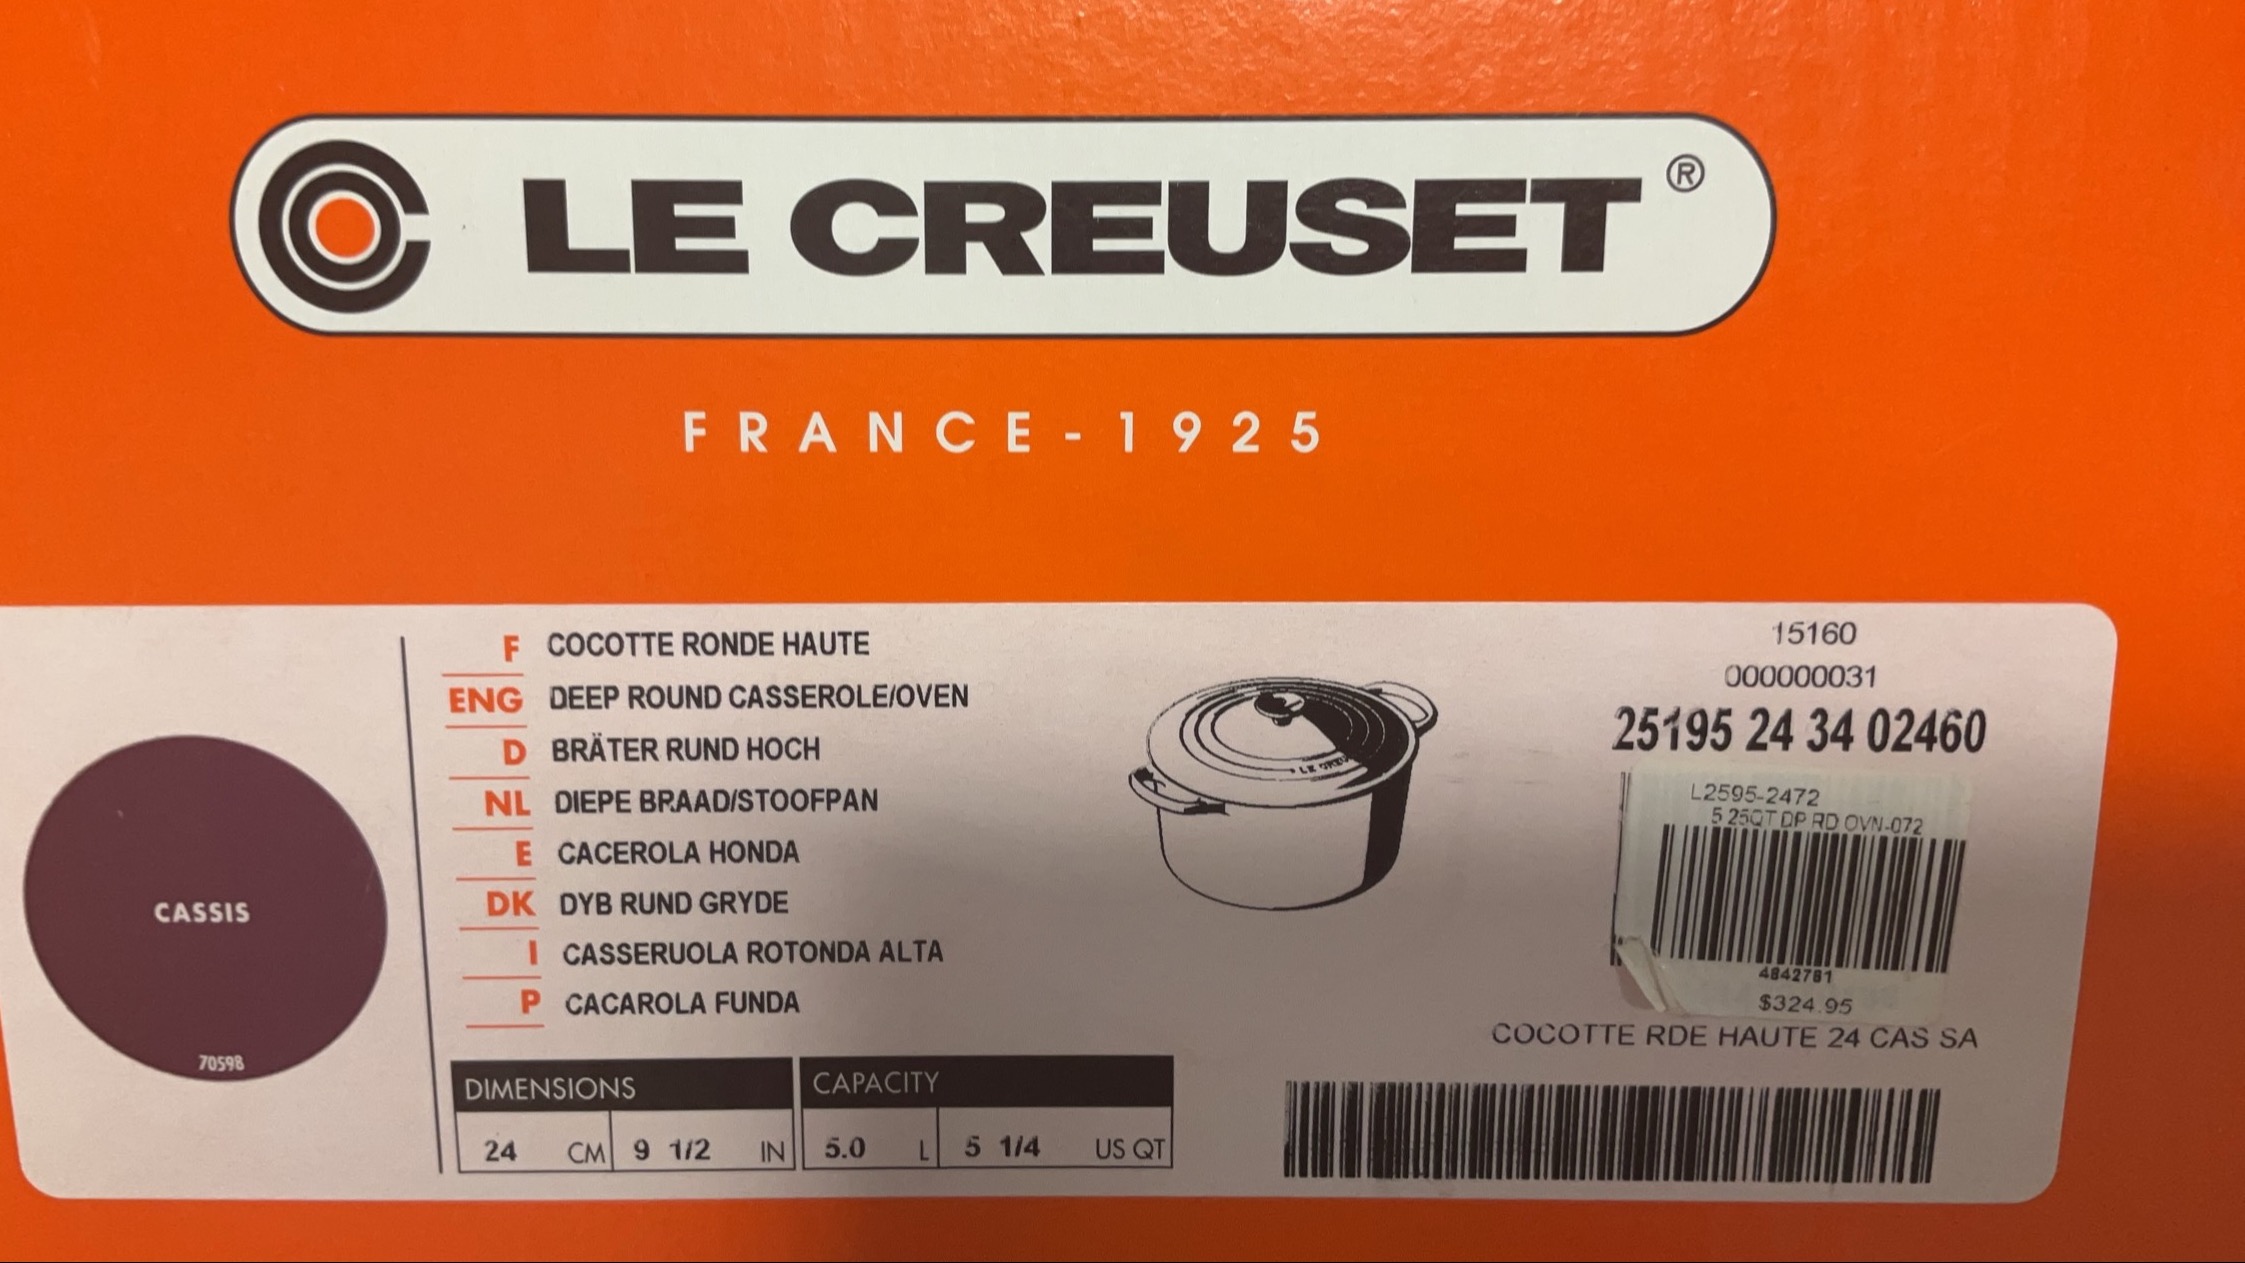 LE CREUSET ®
FRANCE - 1925
CASSIS
70598
F COCOTTE RONDE HAUTE
ENG DEEP ROUND CASSEROLE/OVEN
D BRÄTER RUND HOCH
NL DIEPE BRAAD/STOOFPAN
E CACEROLA HONDA
DK DYB RUND GRYDE
I CASSERUOLA ROTONDA ALTA
P CACAROLA FUNDA
DIMENSIONS
24 CM 9 1/2 IN
CAPACITY
5.0 L 5 1/4 US QT
LE CREUSET
15160
000000031
25195 24 34 02460
L2595-2472
5 25QT DP RD OVN-072
4842781
$324.95
COCOTTE RDE HAUTE 24 CAS SA